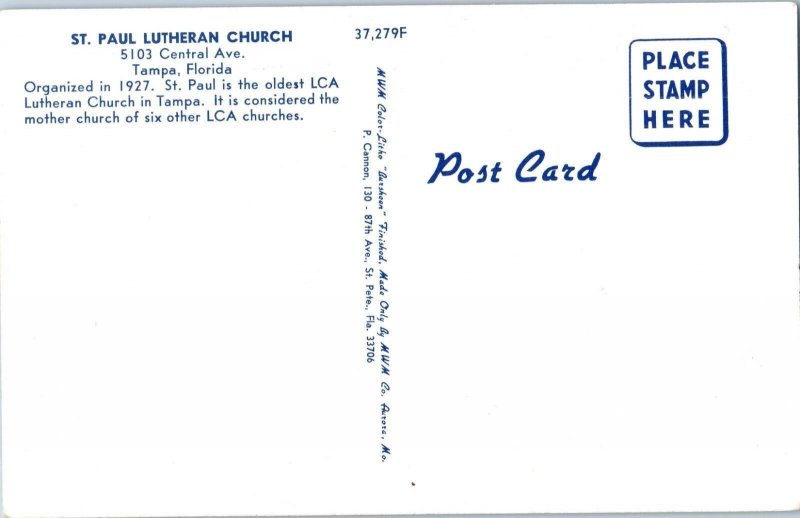 ST. PAUL LUTHERAN CHURCH
5103 Central Ave.
Tampa, Florida
Organized in 1927. St. Paul is the oldest LCA
Lutheran Church in Tampa. It is considered the
mother church of six other LCA churches.
37,279F
MWM Color-Litho "Aursheen" Finished, Made Only By MWM Co. Aurora, Mo.
P. Cannon, 130 - 87th Ave., St. Pete., Fla. 33706
PLACE
STAMP
HERE
Post Card